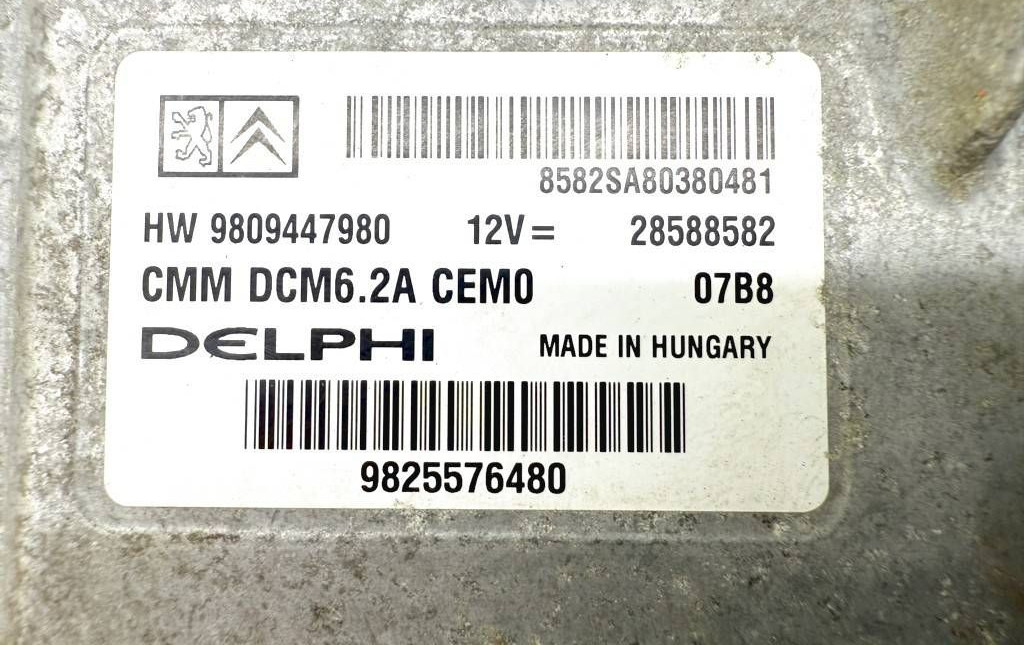 8582SA80380481
HW 9809447980 12V= 28588582
CMM DCM6.2A CEM0 07B8
DELPHI MADE IN HUNGARY
9825576480